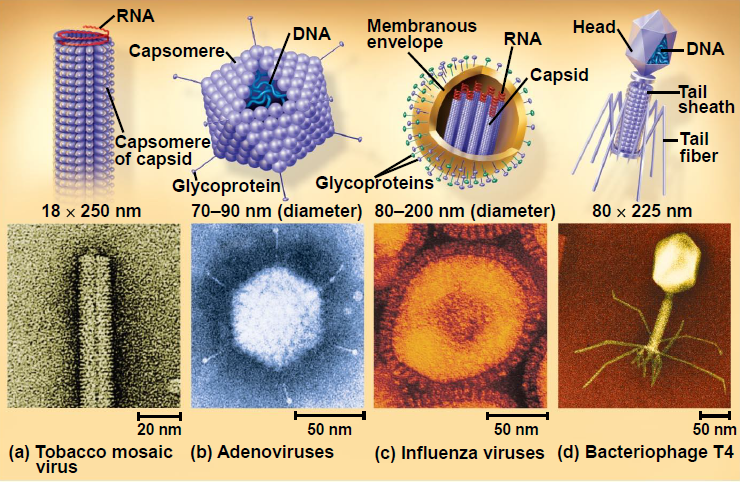 RNA
Capsomere
of capsid
18 × 250 nm
20 nm
(a) Tobacco mosaic
virus
Capsomere
DNA
Glycoprotein
70–90 nm (diameter)
50 nm
(b) Adenoviruses
Membranous
envelope
RNA
Capsid
Glycoproteins
80–200 nm (diameter)
50 nm
(c) Influenza viruses
Head
DNA
Tail
sheath
Tail
fiber
80 × 225 nm
50 nm
(d) Bacteriophage T4